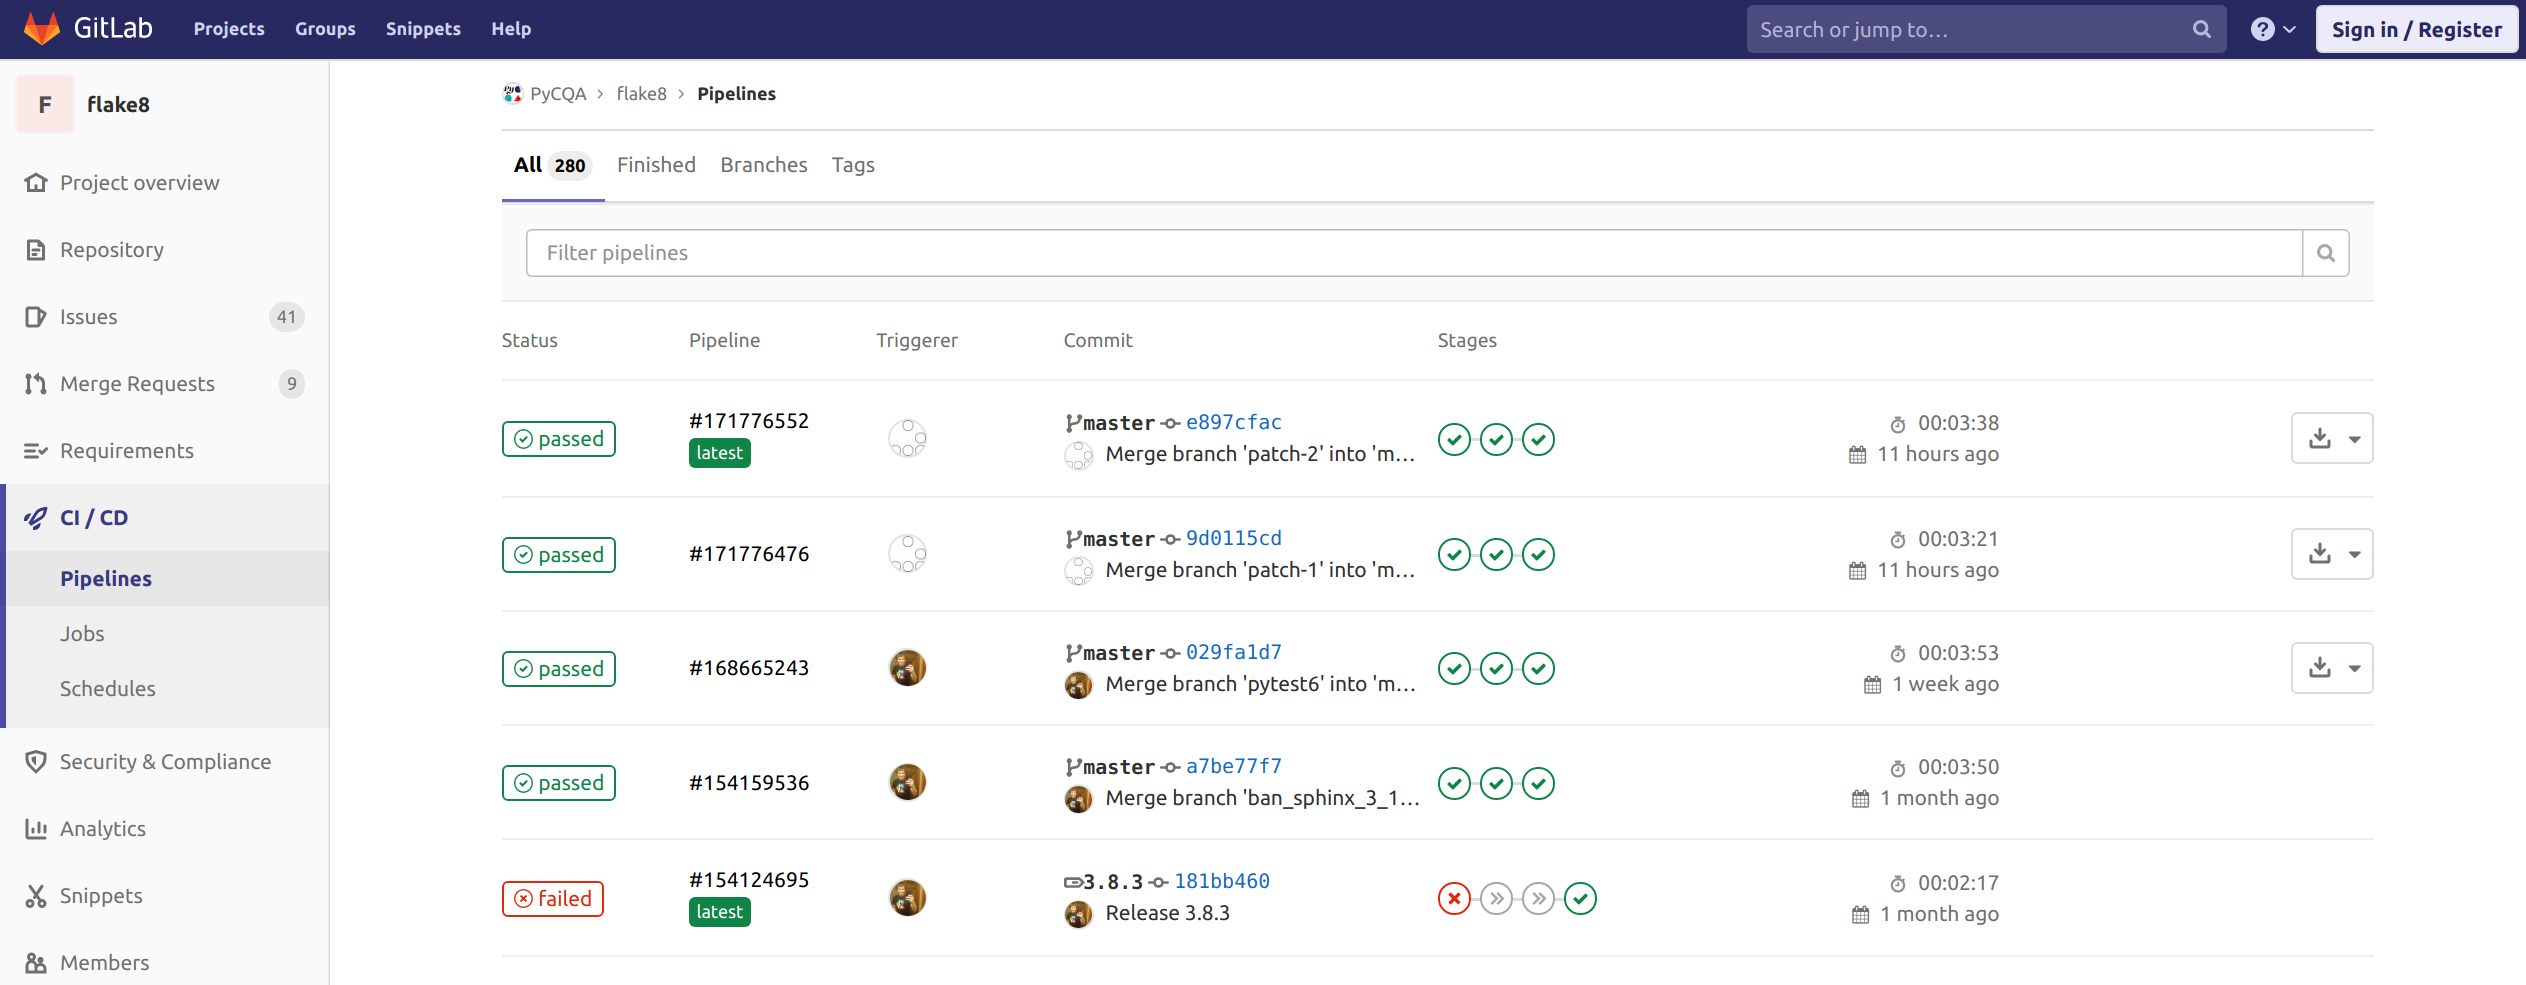 GitLab Projects Groups Snippets Help Search or jump to... Sign in / Register
F flake8
Project overview
Repository
Issues 41
Merge Requests 9
Requirements
CI / CD
Pipelines
Jobs
Schedules
Security & Compliance
Analytics
Snippets
Members
PyCQA > flake8 > Pipelines
All 280 Finished Branches Tags
Filter pipelines
Status Pipeline Triggerer Commit Stages
passed #171776552 latest master e897cfac 00:03:38
Merge branch 'patch-2' into 'm... 11 hours ago
passed #171776476 master 9d0115cd 00:03:21
Merge branch 'patch-1' into 'm... 11 hours ago
passed #168665243 master 029fa1d7 00:03:53
Merge branch 'pytest6' into 'm... 1 week ago
passed #154159536 master a7be77f7 00:03:50
Merge branch 'ban_sphinx_3_1... 1 month ago
failed #154124695 latest 3.8.3 181bb460 00:02:17
Release 3.8.3 1 month ago